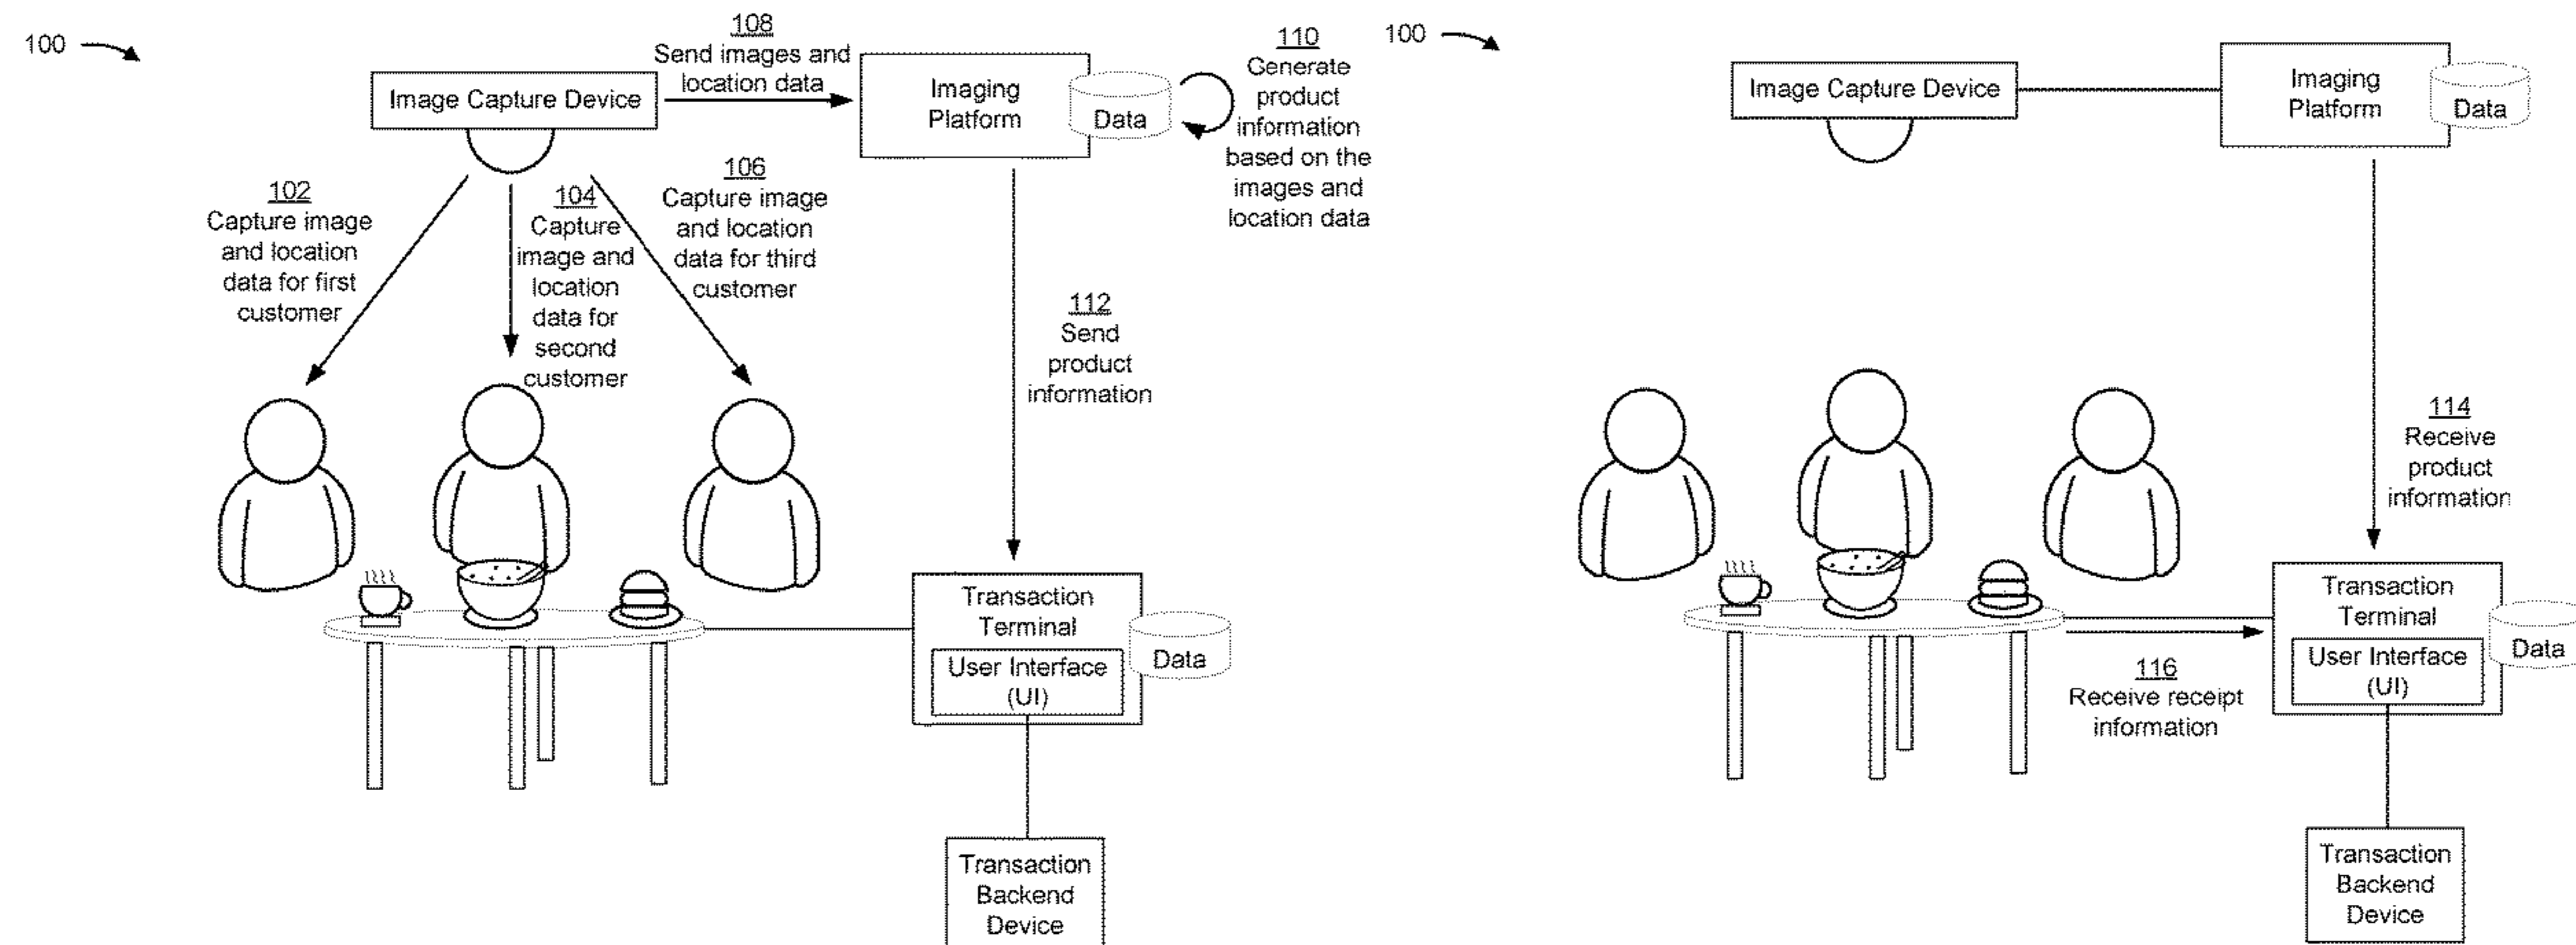 100
108
Send images and
location data
Image Capture Device
Imaging
Platform
Data
110
Generate
product
information
based on the
images and
location data
102
Capture image
and location
data for first
customer
104
Capture
image and
location
data for
second
customer
106
Capture image
and location
data for third
customer
112
Send
product
information
Transaction
Terminal
User Interface
(UI)
Data
Transaction
Backend
Device
100
Image Capture Device
Imaging
Platform
Data
114
Receive
product
information
116
Receive receipt
information
Transaction
Terminal
User Interface
(UI)
Data
Transaction
Backend
Device